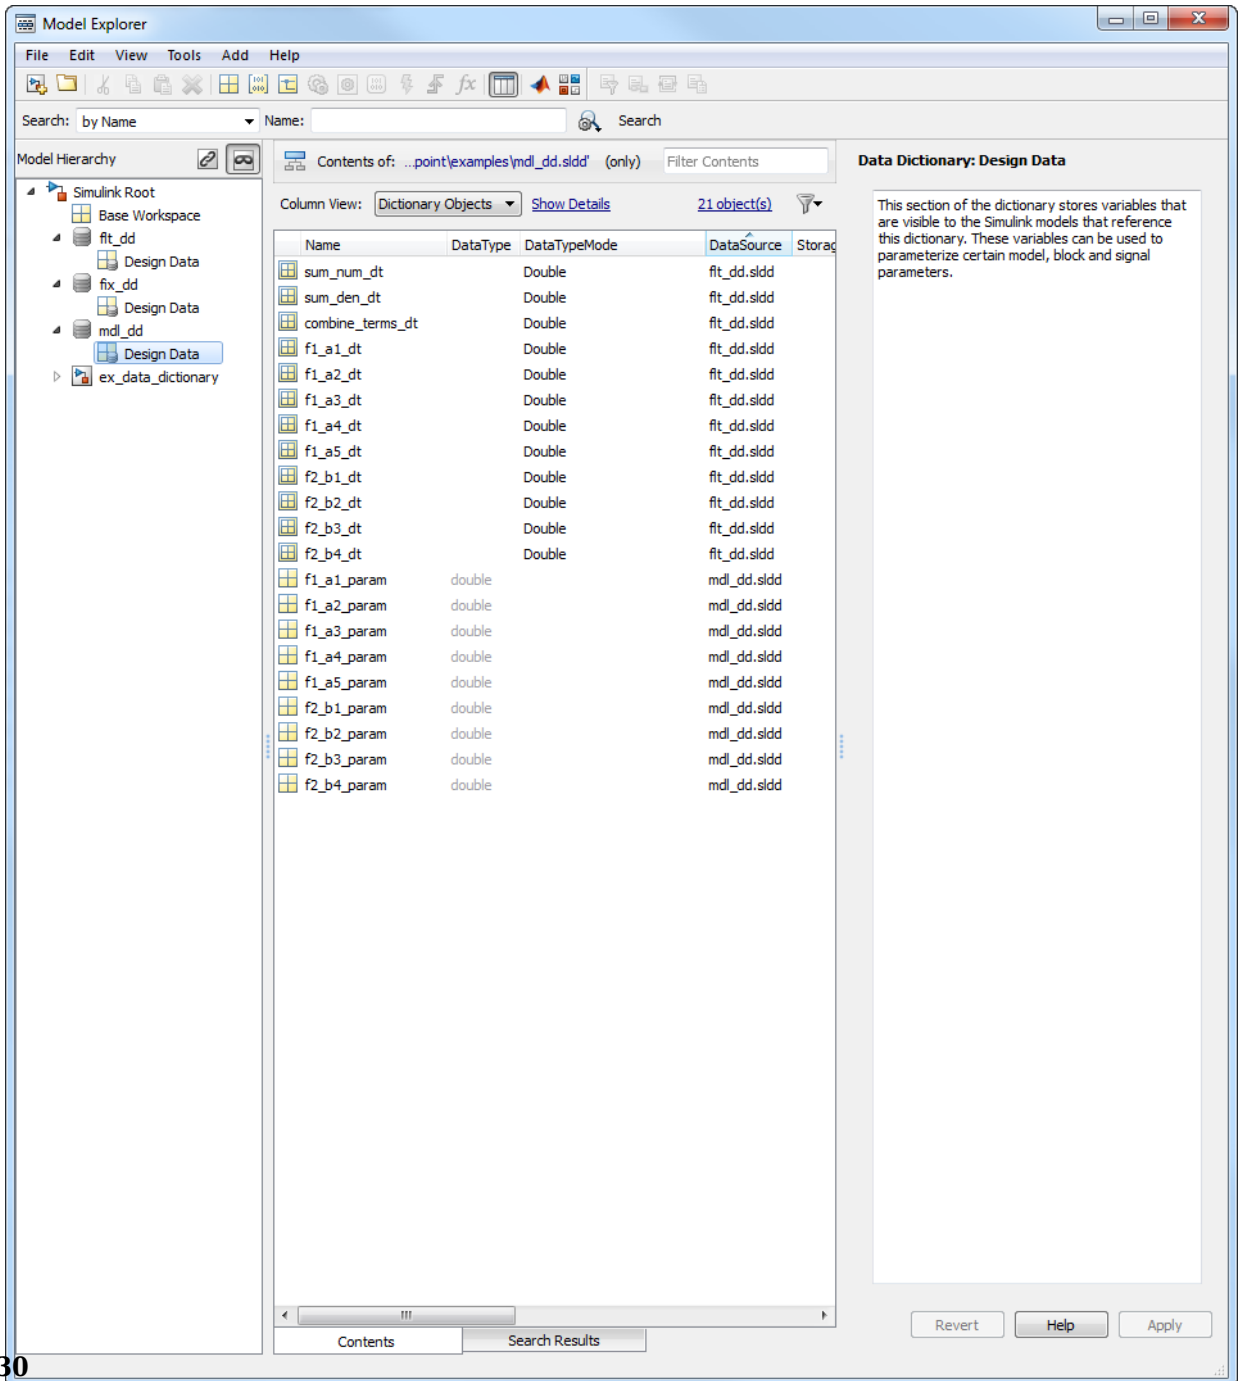 Model Explorer
File Edit View Tools Add Help
fx
Search: by Name Name: Search
Model Hierarchy
Contents of: ...point\examples\mdl_dd.sldd' (only) Filter Contents
Data Dictionary: Design Data
Simulink Root
Base Workspace
flt_dd
Design Data
fix_dd
Design Data
mdl_dd
Design Data
ex_data_dictionary
Column View: Dictionary Objects Show Details 21 object(s)
Name DataType DataTypeMode DataSource Storag
sum_num_dt Double flt_dd.sldd
sum_den_dt Double flt_dd.sldd
combine_terms_dt Double flt_dd.sldd
f1_a1_dt Double flt_dd.sldd
f1_a2_dt Double flt_dd.sldd
f1_a3_dt Double flt_dd.sldd
f1_a4_dt Double flt_dd.sldd
f1_a5_dt Double flt_dd.sldd
f2_b1_dt Double flt_dd.sldd
f2_b2_dt Double flt_dd.sldd
f2_b3_dt Double flt_dd.sldd
f2_b4_dt Double flt_dd.sldd
f1_a1_param double mdl_dd.sldd
f1_a2_param double mdl_dd.sldd
f1_a3_param double mdl_dd.sldd
f1_a4_param double mdl_dd.sldd
f1_a5_param double mdl_dd.sldd
f2_b1_param double mdl_dd.sldd
f2_b2_param double mdl_dd.sldd
f2_b3_param double mdl_dd.sldd
f2_b4_param double mdl_dd.sldd
This section of the dictionary stores variables that
are visible to the Simulink models that reference
this dictionary. These variables can be used to
parameterize certain model, block and signal
parameters.
Contents Search Results
Revert Help Apply
30